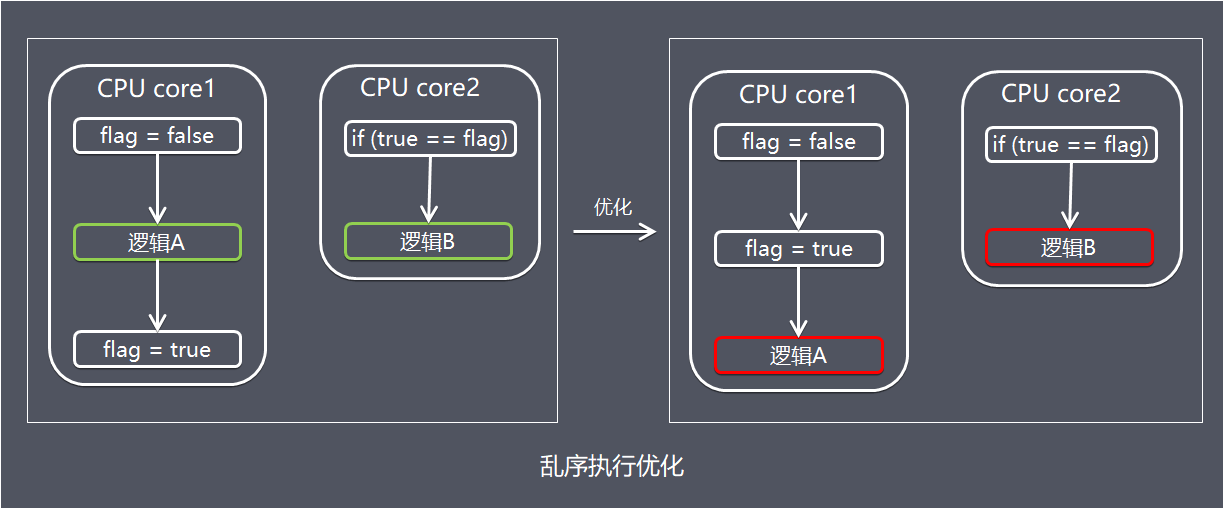 CPU core1
flag = false
逻辑A
flag = true
CPU core2
if (true == flag)
逻辑B
优化
CPU core1
flag = false
flag = true
逻辑A
CPU core2
if (true == flag)
逻辑B
乱序执行优化